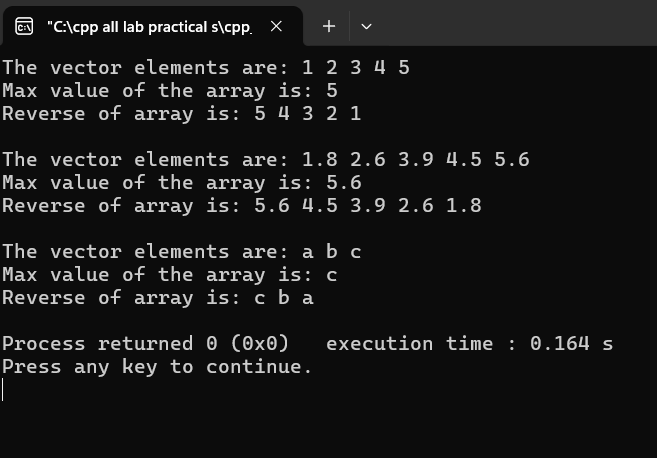 "C:\cpp all lab practical s\cpp_
The vector elements are: 1 2 3 4 5
Max value of the array is: 5
Reverse of array is: 5 4 3 2 1
The vector elements are: 1.8 2.6 3.9 4.5 5.6
Max value of the array is: 5.6
Reverse of array is: 5.6 4.5 3.9 2.6 1.8
The vector elements are: a b c
Max value of the array is: c
Reverse of array is: c b a
Process returned 0 (0x0)   execution time : 0.164 s
Press any key to continue.